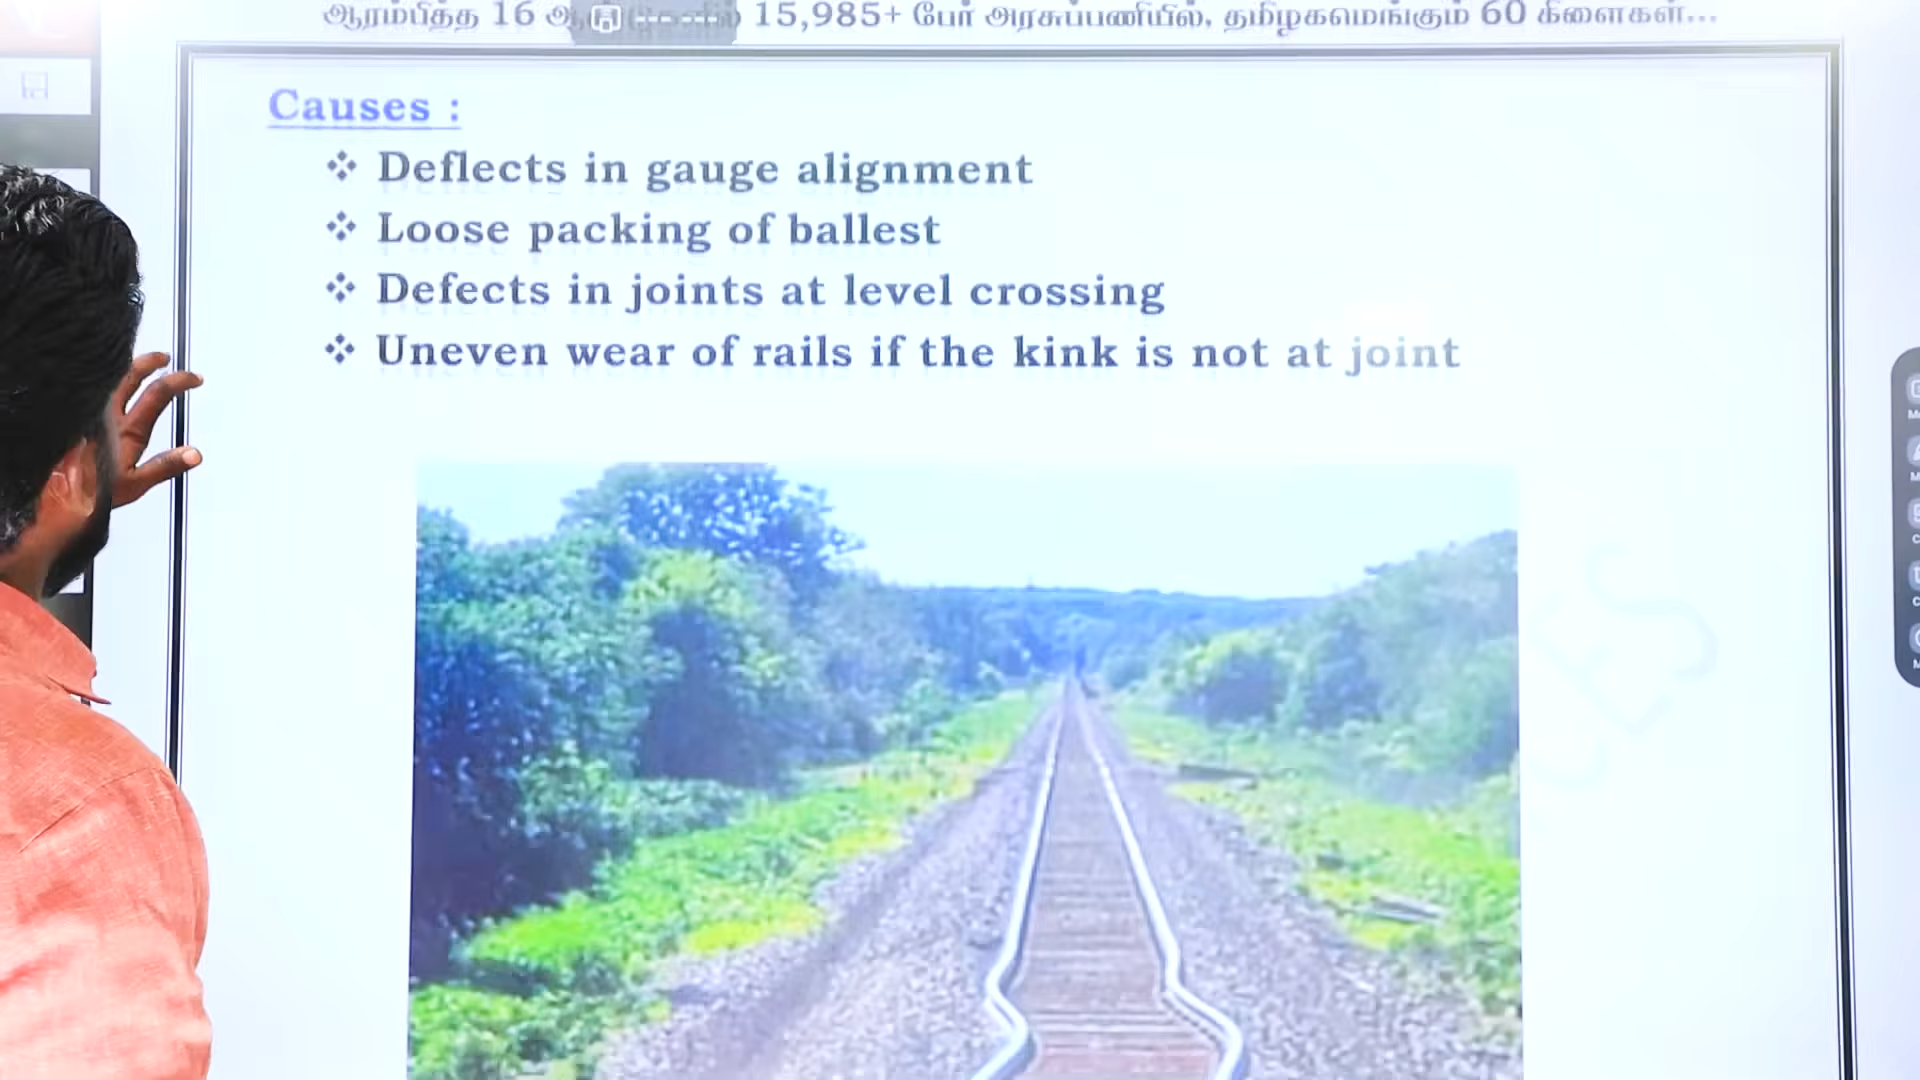 ஆரம்பித்த 16 15,985+ பேர் அரசுப்பணியில், தமிழகமெங்கும் 60 கிளைகள்...
Causes :
❖ Deflects in gauge alignment
❖ Loose packing of ballest
❖ Defects in joints at level crossing
❖ Uneven wear of rails if the kink is not at joint